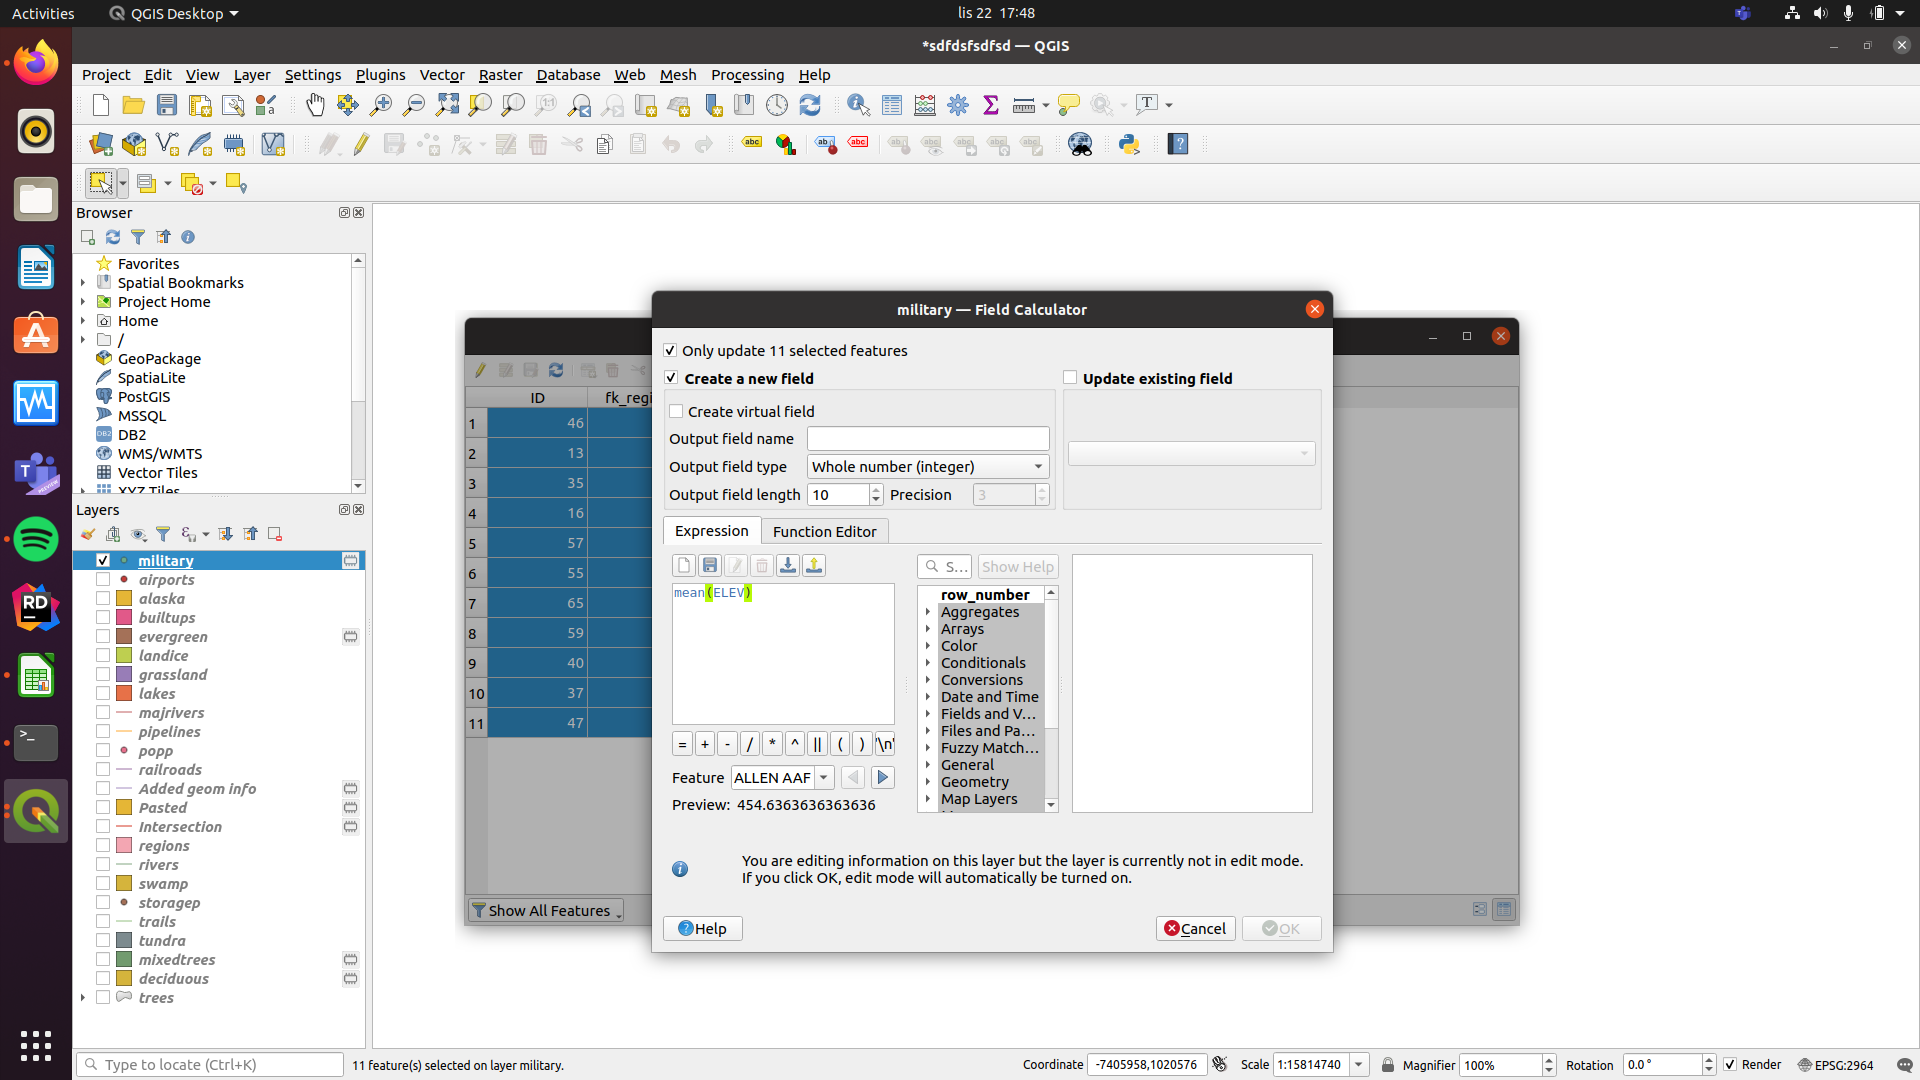 Activities
QGIS Desktop
lis 22 17:48
*sdfdsfsdfsd — QGIS
Project Edit View Layer Settings Plugins Vector Raster Database Web Mesh Processing Help
Browser
Favorites
Spatial Bookmarks
Project Home
Home
/
GeoPackage
SpatiaLite
PostGIS
MSSQL
DB2
WMS/WMTS
Vector Tiles
XYZ Tiles
Layers
military
airports
alaska
builtups
evergreen
landice
grassland
lakes
majrivers
pipelines
popp
railroads
Added geom info
Pasted
Intersection
regions
rivers
swamp
storagep
trails
tundra
mixedtrees
deciduous
trees
ID fk_regi
1 46
2 13
3 35
4 16
5 57
6 55
7 65
8 59
9 40
10 37
11 47
Show All Features
military — Field Calculator
Only update 11 selected features
Create a new field
Update existing field
Create virtual field
Output field name
Output field type Whole number (integer)
Output field length 10 Precision 3
Expression Function Editor
S... Show Help
mean(ELEV)
row_number
Aggregates
Arrays
Color
Conditionals
Conversions
Date and Time
Fields and V...
Files and Pa...
Fuzzy Match...
General
Geometry
Map Layers
= + - / * ^ || ( ) '\n'
Feature ALLEN AAF
Preview: 454.6363636363636
You are editing information on this layer but the layer is currently not in edit mode.
If you click OK, edit mode will automatically be turned on.
Help
Cancel
OK
Type to locate (Ctrl+K)
11 feature(s) selected on layer military.
Coordinate -7405958,1020576
Scale 1:15814740
Magnifier 100%
Rotation 0.0 °
Render
EPSG:2964